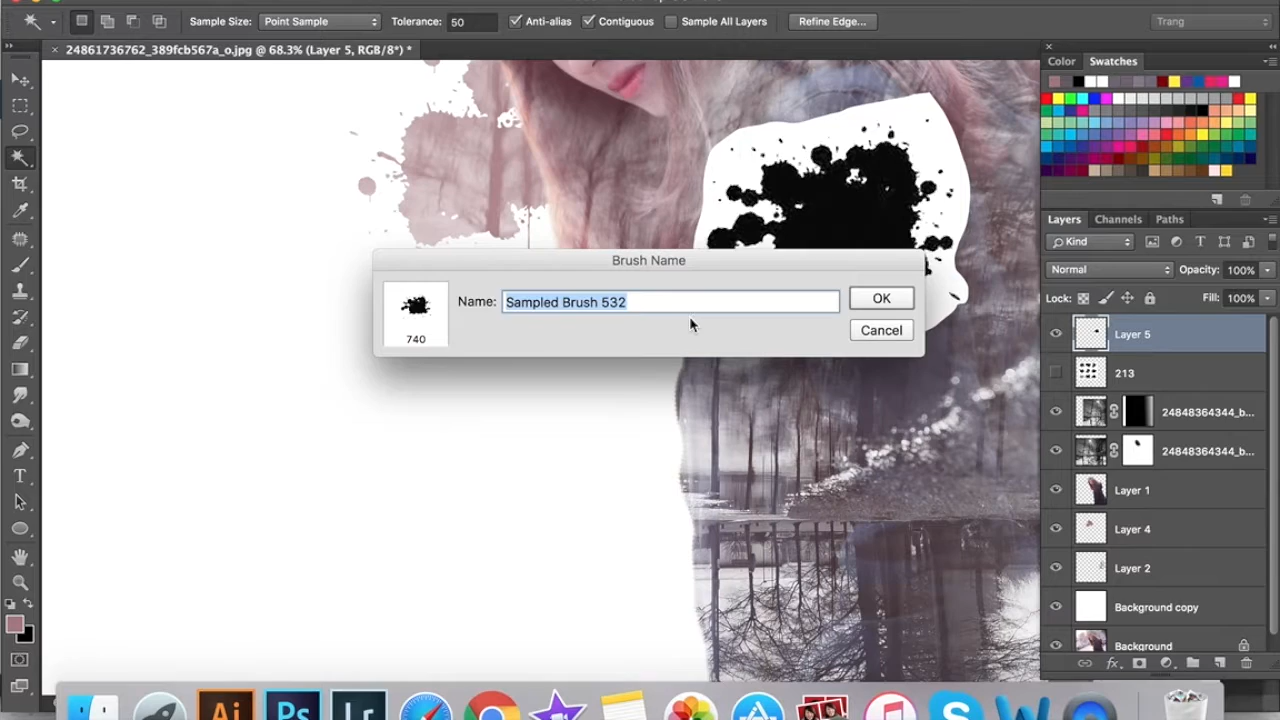 Sample Size: Point Sample Tolerance: 50 Anti-alias Contiguous Sample All Layers Refine Edge... Trang
24861736762_389fcb567a_o.jpg @ 68.3% (Layer 5, RGB/8*) *
Color Swatches
Brush Name
Name: Sampled Brush 532
OK
Cancel
740
Layers Channels Paths
Kind
Normal Opacity: 100%
Lock: Fill: 100%
Layer 5
213
24848364344_b...
24848364344_b...
Layer 1
Layer 4
Layer 2
Background copy
Background
Ai Ps Lr